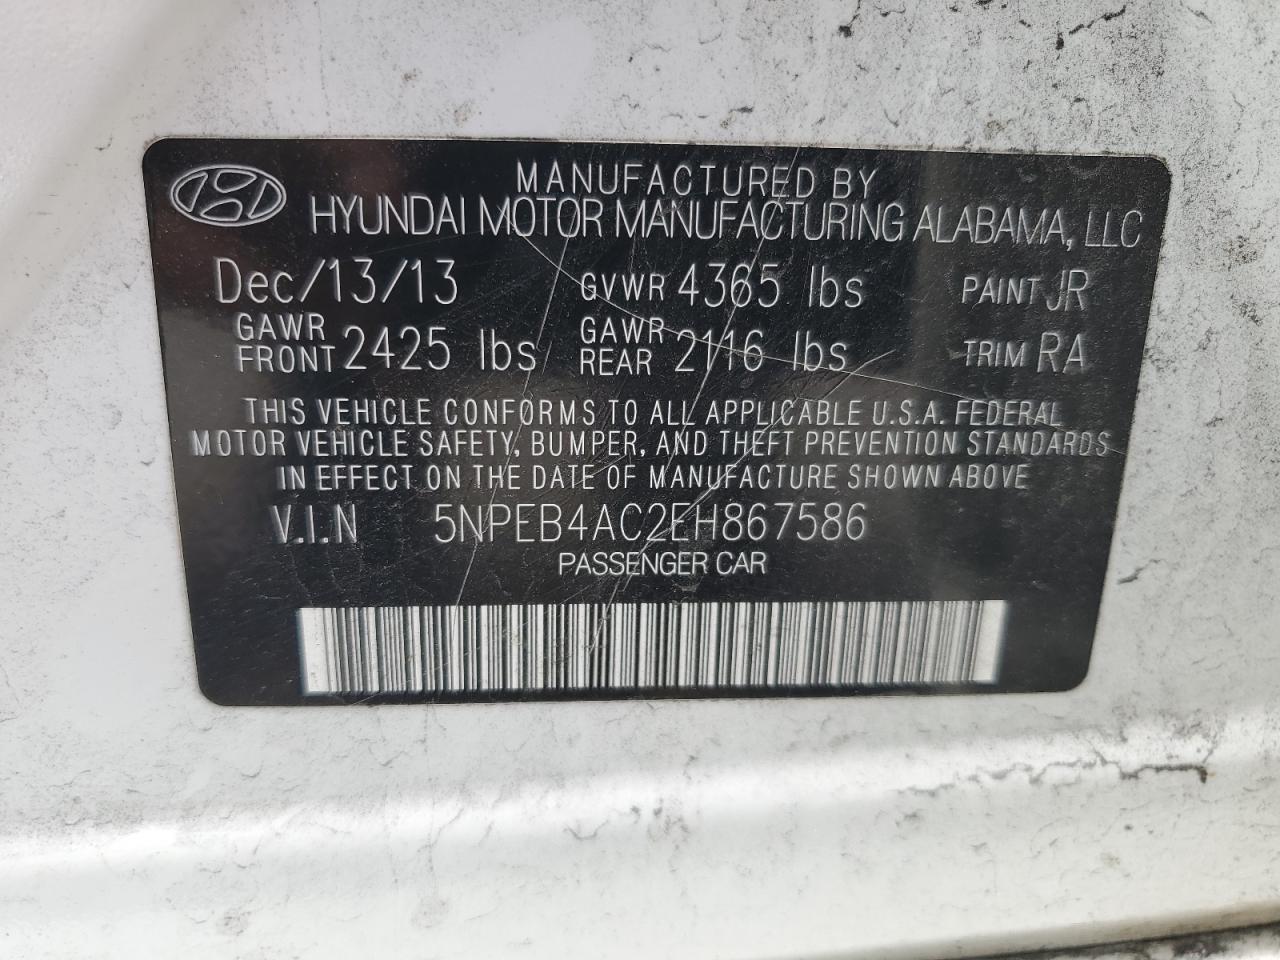 MANUFACTURED BY
HYUNDAI MOTOR MANUFACTURING ALABAMA, LLC
Dec/13/13 GVWR 4365 lbs PAINT JR
GAWR FRONT 2425 lbs GAWR REAR 2116 lbs TRIM RA
THIS VEHICLE CONFORMS TO ALL APPLICABLE U.S.A. FEDERAL
MOTOR VEHICLE SAFETY, BUMPER, AND THEFT PREVENTION STANDARDS
IN EFFECT ON THE DATE OF MANUFACTURE SHOWN ABOVE
V.I.N 5NPEB4AC2EH867586
PASSENGER CAR